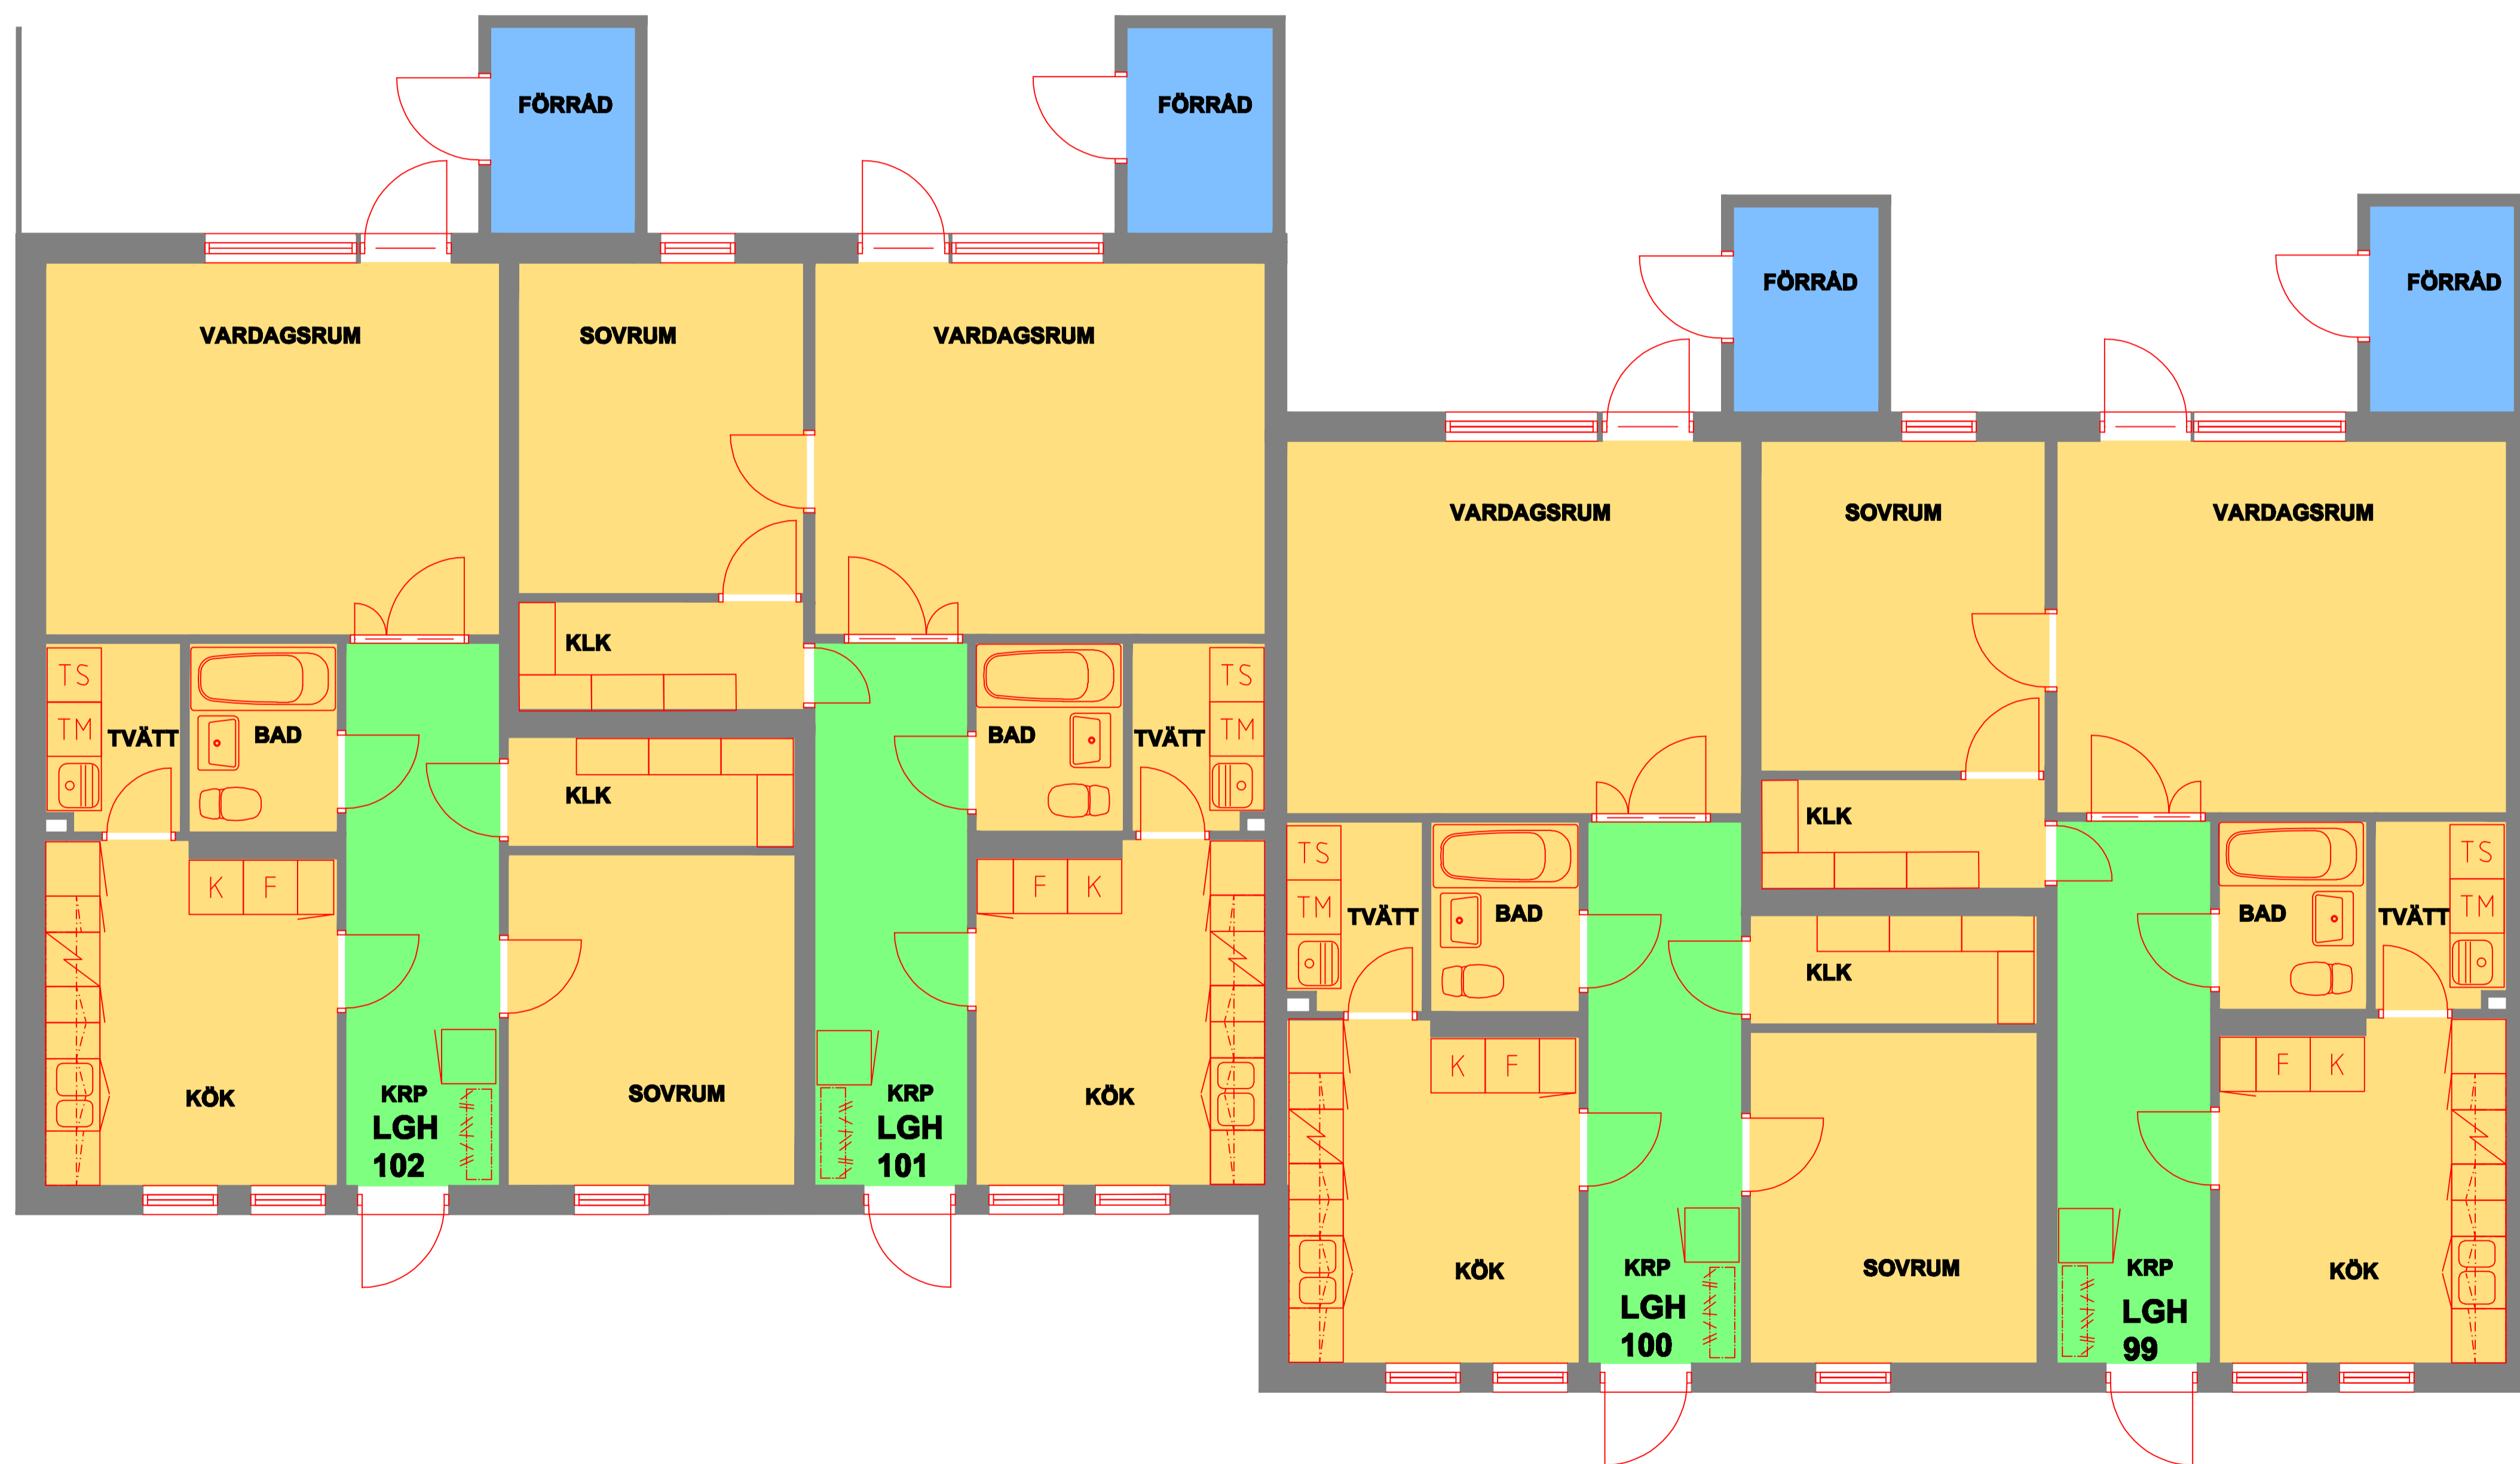 FÖRRÅD
FÖRRÅD
FÖRRÅD
FÖRRÅD
VARDAGSRUM
SOVRUM
VARDAGSRUM
VARDAGSRUM
SOVRUM
VARDAGSRUM
KLK
TS
TM
TVÄTT
BAD
BAD
TVÄTT
TS
TM
KLK
K
F
F
K
KÖK
KRP
LGH
102
SOVRUM
KRP
LGH
101
KÖK
KLK
TS
TM
TVÄTT
BAD
BAD
TVÄTT
TS
TM
KLK
K
F
F
K
KÖK
KRP
LGH
100
SOVRUM
KRP
LGH
99
KÖK